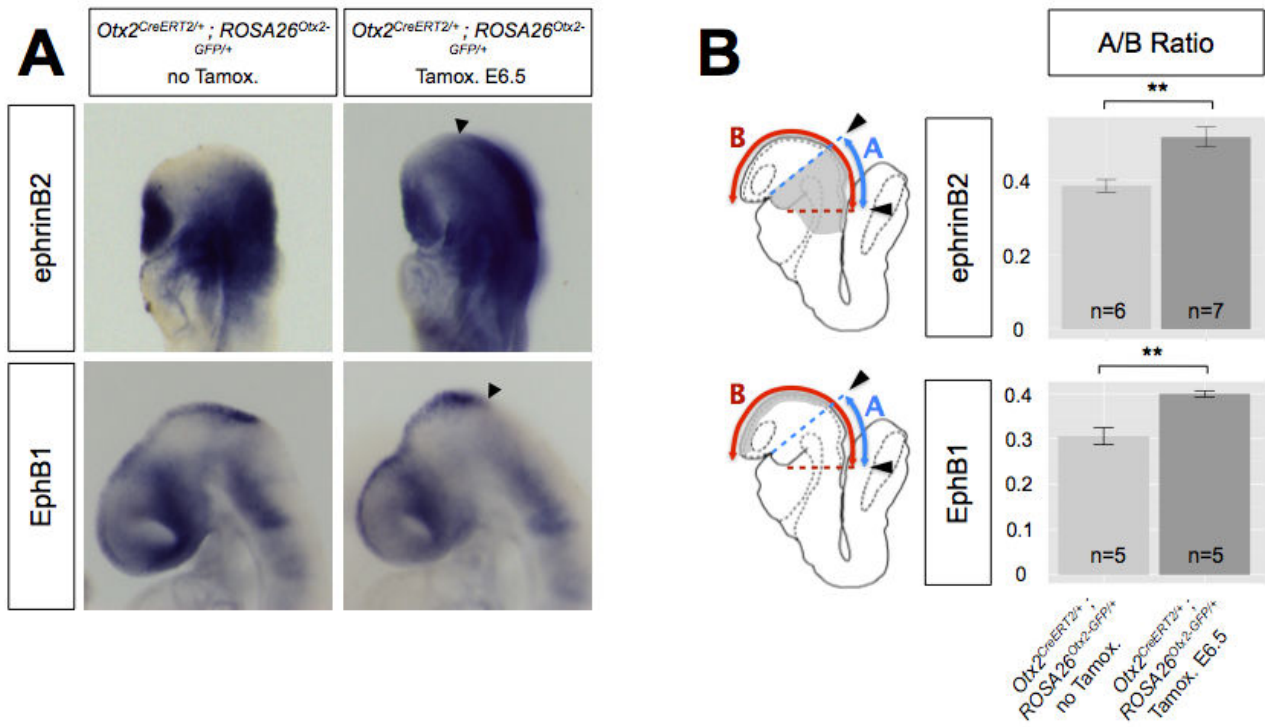 A
Otx2CreERT2/+ ; ROSA26Otx2-
GFP/+
no Tamox.
Otx2CreERT2/+ ; ROSA26Otx2-
GFP/+
Tamox. E6.5
ephrinB2
EphB1
B
A/B Ratio
B
A
ephrinB2
**
0.4
0.2
0
n=6
n=7
B
A
EphB1
**
0.4
0.3
0.2
0.1
0
n=5
n=5
Otx2CreERT2/+ ;
ROSA26Otx2-GFP/+
no Tamox.
Otx2CreERT2/+ ;
ROSA26Otx2-GFP/+
Tamox. E6.5